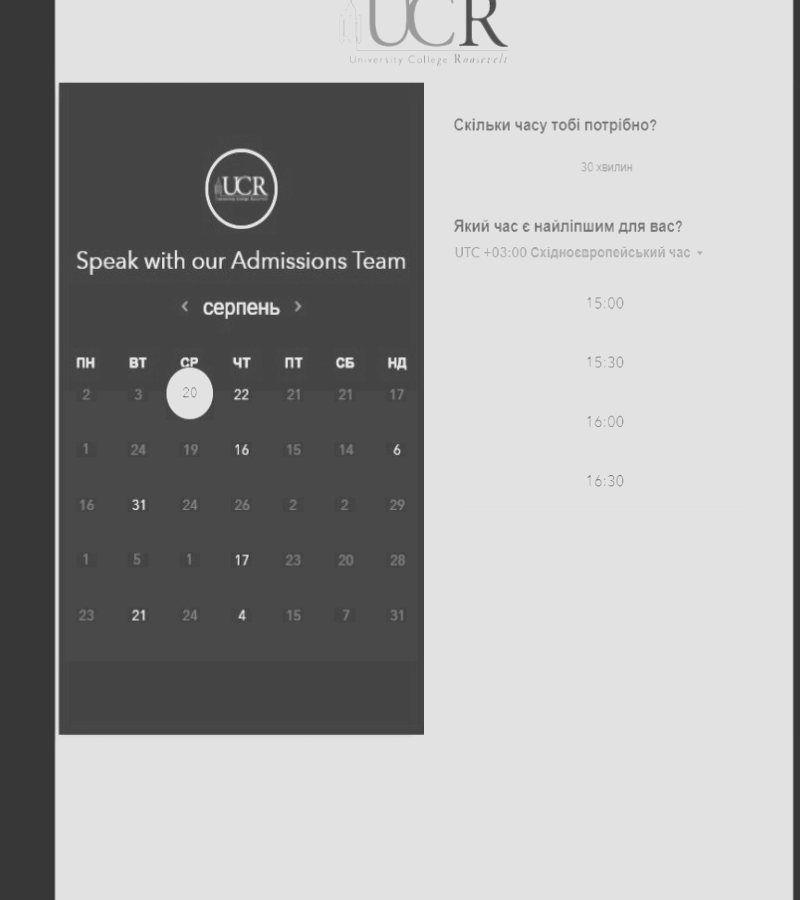 UCR
University College Roosevelt
UCR
Speak with our Admissions Team
‹ серпень ›
ПН ВТ СР ЧТ ПТ СБ НД
2 3 20 22 21 21 17
1 24 19 16 15 14 6
16 31 24 26 2 2 29
1 5 1 17 23 20 28
23 21 24 4 15 7 31
Скільки часу тобі потрібно?
30 хвилин
Який час є найліпшим для вас?
UTC +03:00 Східноєвропейський час
15:00
15:30
16:00
16:30